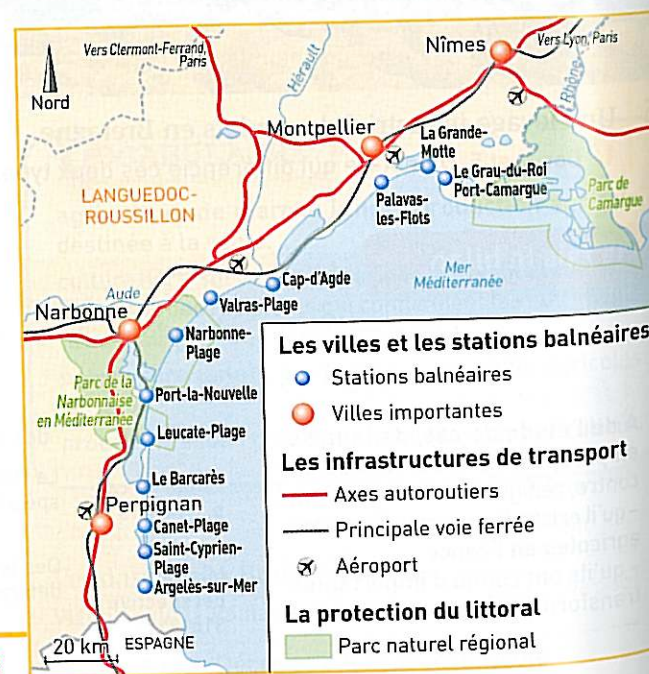 Vers Clermont-Ferrand,
Paris
Nord
Hérault
Nîmes
Vers Lyon, Paris
Rhône
Montpellier
La Grande-
Motte
Le Grau-du-Roi
Port-Camargue
Palavas-
les-Flots
Parc de
Camargue
LANGUEDOC-
ROUSSILLON
Mer
Méditerranée
Cap-d'Agde
Aude
Valras-Plage
Narbonne
Narbonne-
Plage
Parc de la
Narbonnaise
en Méditerranée
Port-la-Nouvelle
Leucate-Plage
Le Barcarès
Perpignan
Canet-Plage
Saint-Cyprien-
Plage
Argelès-sur-Mer
20 km
ESPAGNE
Les villes et les stations balnéaires
Stations balnéaires
Villes importantes
Les infrastructures de transport
Axes autoroutiers
Principale voie ferrée
Aéroport
La protection du littoral
Parc naturel régional